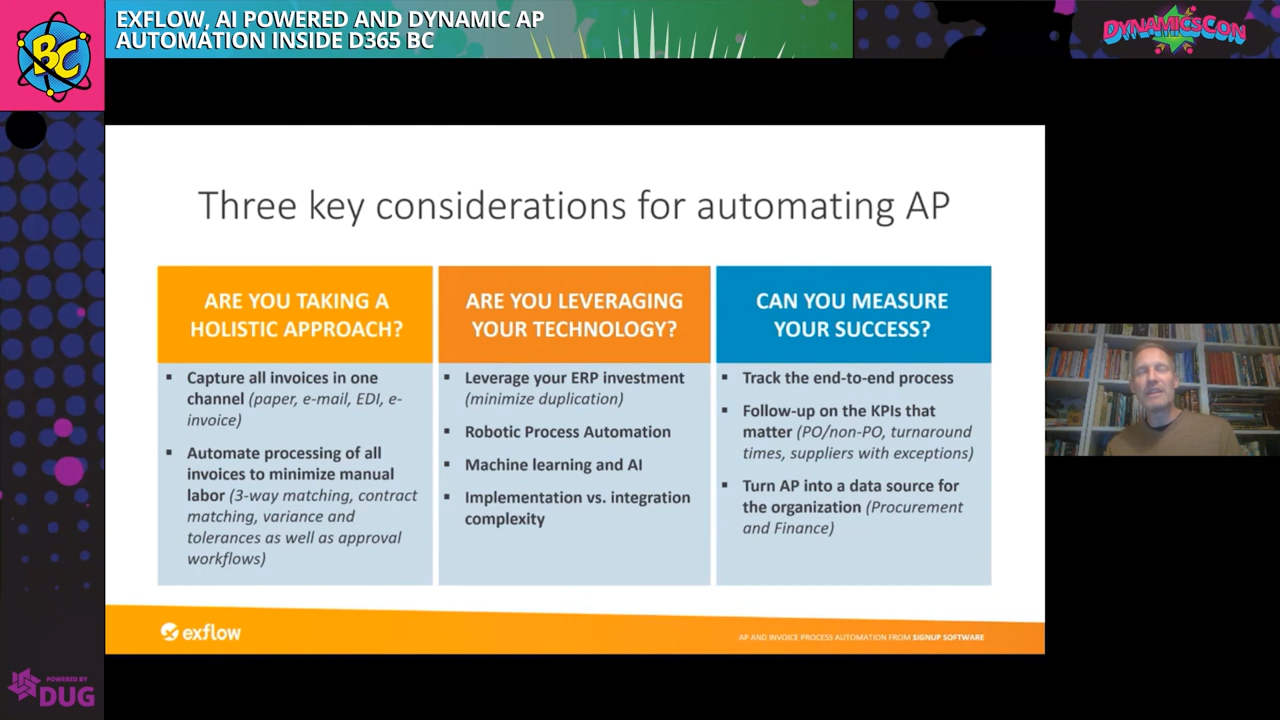 EXFLOW, AI POWERED AND DYNAMIC AP
AUTOMATION INSIDE D365 BC
BC
DYNAMICSCON
Three key considerations for automating AP
ARE YOU TAKING A
HOLISTIC APPROACH?
▪ Capture all invoices in one
channel (paper, e-mail, EDI, e-
invoice)
▪ Automate processing of all
invoices to minimize manual
labor (3-way matching, contract
matching, variance and
tolerances as well as approval
workflows)
ARE YOU LEVERAGING
YOUR TECHNOLOGY?
▪ Leverage your ERP investment
(minimize duplication)
▪ Robotic Process Automation
▪ Machine learning and AI
▪ Implementation vs. integration
complexity
CAN YOU MEASURE
YOUR SUCCESS?
▪ Track the end-to-end process
▪ Follow-up on the KPIs that
matter (PO/non-PO, turnaround
times, suppliers with exceptions)
▪ Turn AP into a data source for
the organization (Procurement
and Finance)
exflow
AP AND INVOICE PROCESS AUTOMATION FROM SIGNUP SOFTWARE
POWERED BY
DUG